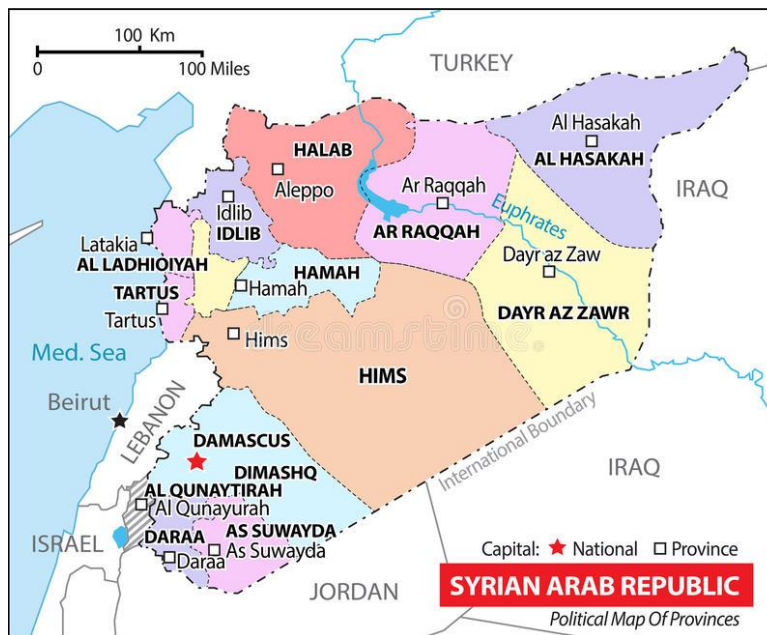 100 Km
0
100 Miles
TURKEY
Al Hasakah
AL HASAKAH
HALAB
Aleppo
Ar Raqqah
AR RAQQAH
IRAQ
Idlib
IDLIB
Euphrates
Latakia
AL LADHIOIYAH
HAMAH
Hamah
Dayr az Zaw
DAYR AZ ZAWR
TARTUS
Tartus
Hims
dreamstime.
Med. Sea
HIMS
Beirut
LEBANON
International Boundary
DAMASCUS
DIMASHQ
AL QUNAYTIRAH
Al Qunayurah
IRAQ
ISRAEL
DARAA
Daraa
AS SUWAYDA
As Suwayda
JORDAN
Capital: National Province
SYRIAN ARAB REPUBLIC
Political Map Of Provinces